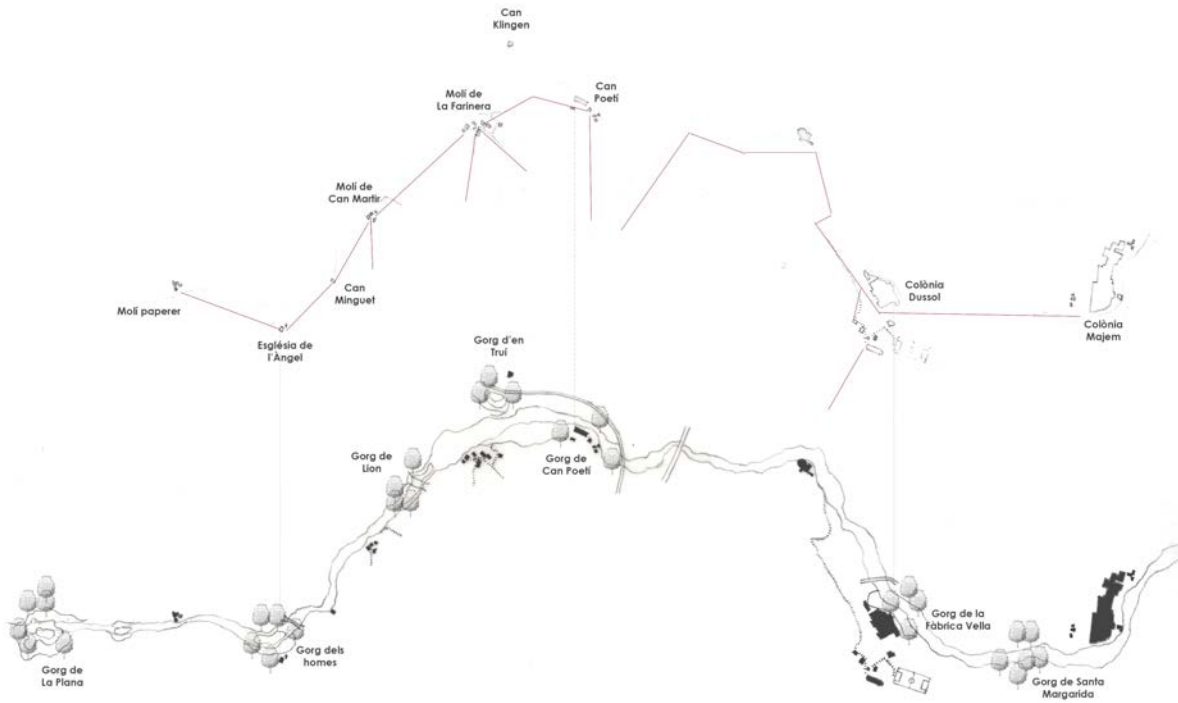 Can
Klingen
Molí de
La Farinera
Can
Poetí
Molí de
Can Martir
Molí paperer
Can
Minguet
Església de
l'Àngel
Colònia
Dussol
Colònia
Majem
Gorg d'en
Truí
Gorg de
Lion
Gorg de
Can Poetí
Gorg de
La Plana
Gorg dels
homes
Gorg de la
Fàbrica Vella
Gorg de Santa
Margarida